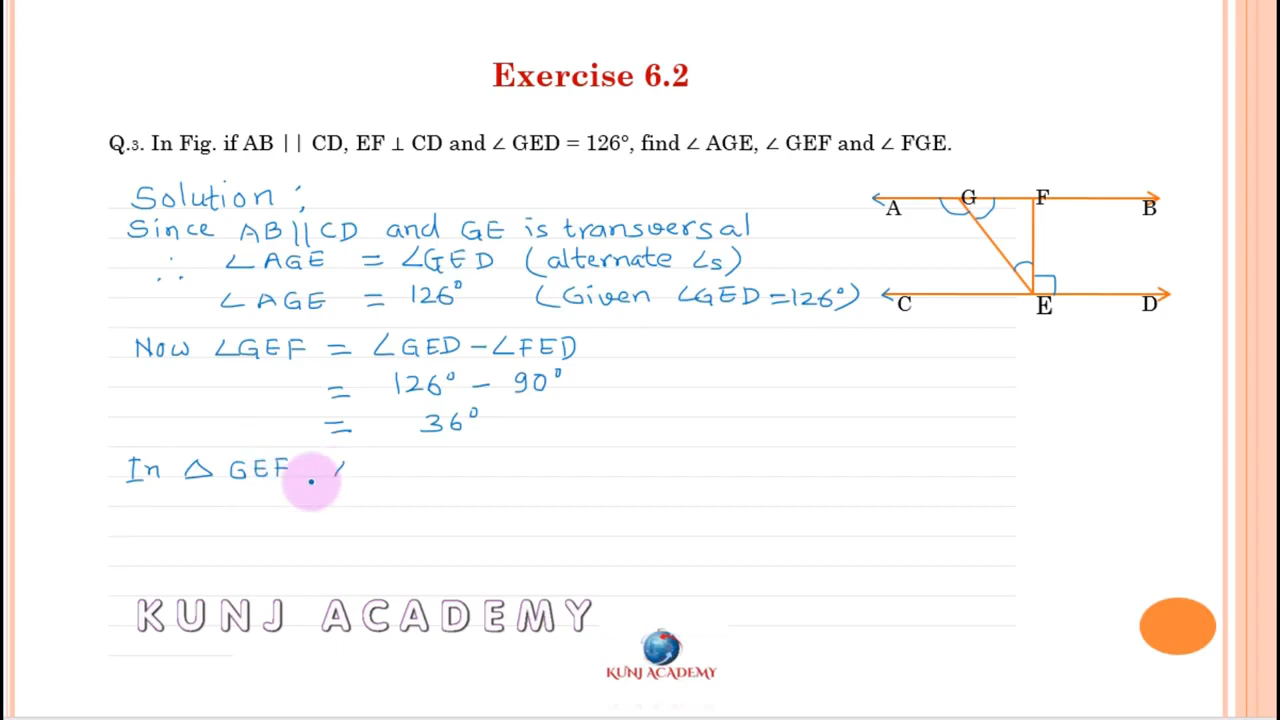 Exercise 6.2
Q.3. In Fig. if AB || CD, EF ⊥ CD and ∠ GED = 126°, find ∠ AGE, ∠ GEF and ∠ FGE.
Solution ;
Since AB||CD and GE is transversal
∴ ∠AGE = ∠GED (alternate ∠s)
∠AGE = 126° (Given ∠GED = 126°)
Now ∠GEF = ∠GED - ∠FED
= 126° - 90°
= 36°
In △ GEF,
A G F B
C E D
KUNJ ACADEMY
KUNJ ACADEMY